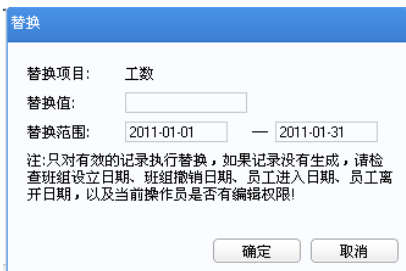 替换
替换项目: 工数
替换值:
替换范围: 2011-01-01 — 2011-01-31
注:只对有效的记录执行替换，如果记录没有生成，请检
查班组设立日期、班组撤销日期、员工进入日期、员工离
开日期，以及当前操作员是否有编辑权限!
确定 取消